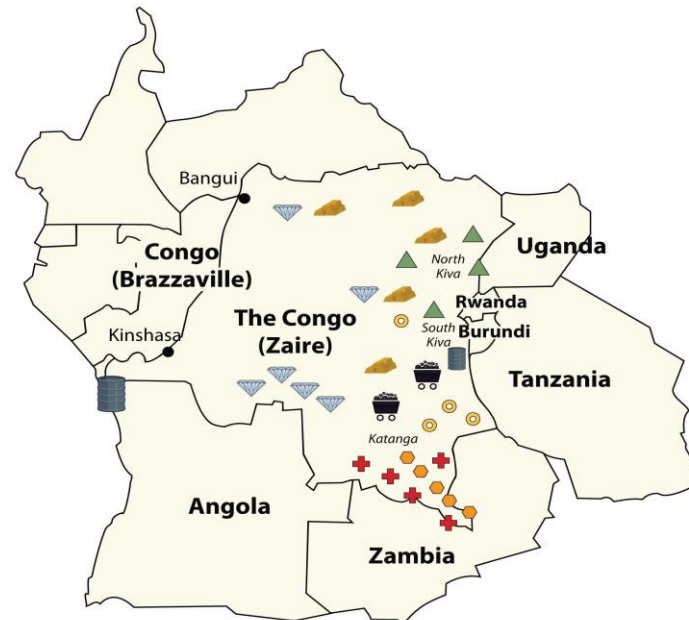 Bangui
Congo
(Brazzaville)
Uganda
North
Kiva
Rwanda
The Congo
(Zaire)
South
Kiva
Burundi
Kinshasa
Tanzania
Katanga
Angola
Zambia